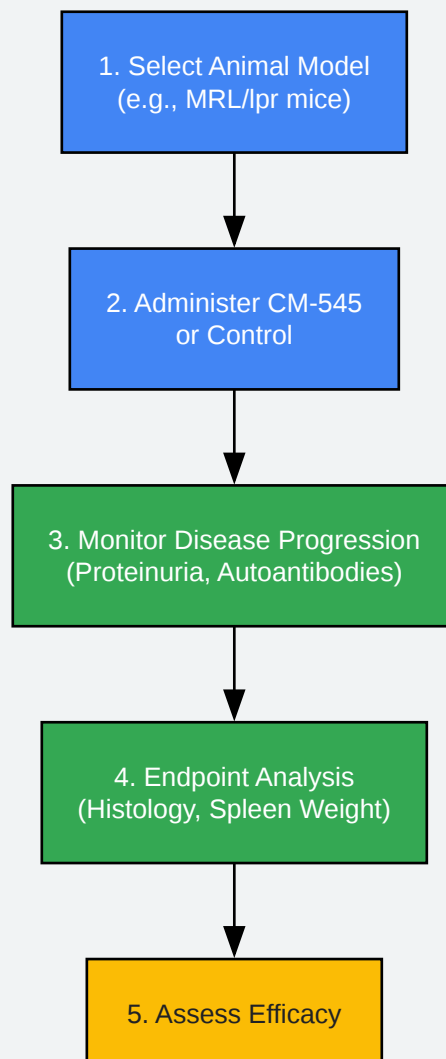 1. Select Animal Model
(e.g., MRL/lpr mice)
2. Administer CM-545
or Control
3. Monitor Disease Progression
(Proteinuria, Autoantibodies)
4. Endpoint Analysis
(Histology, Spleen Weight)
5. Assess Efficacy